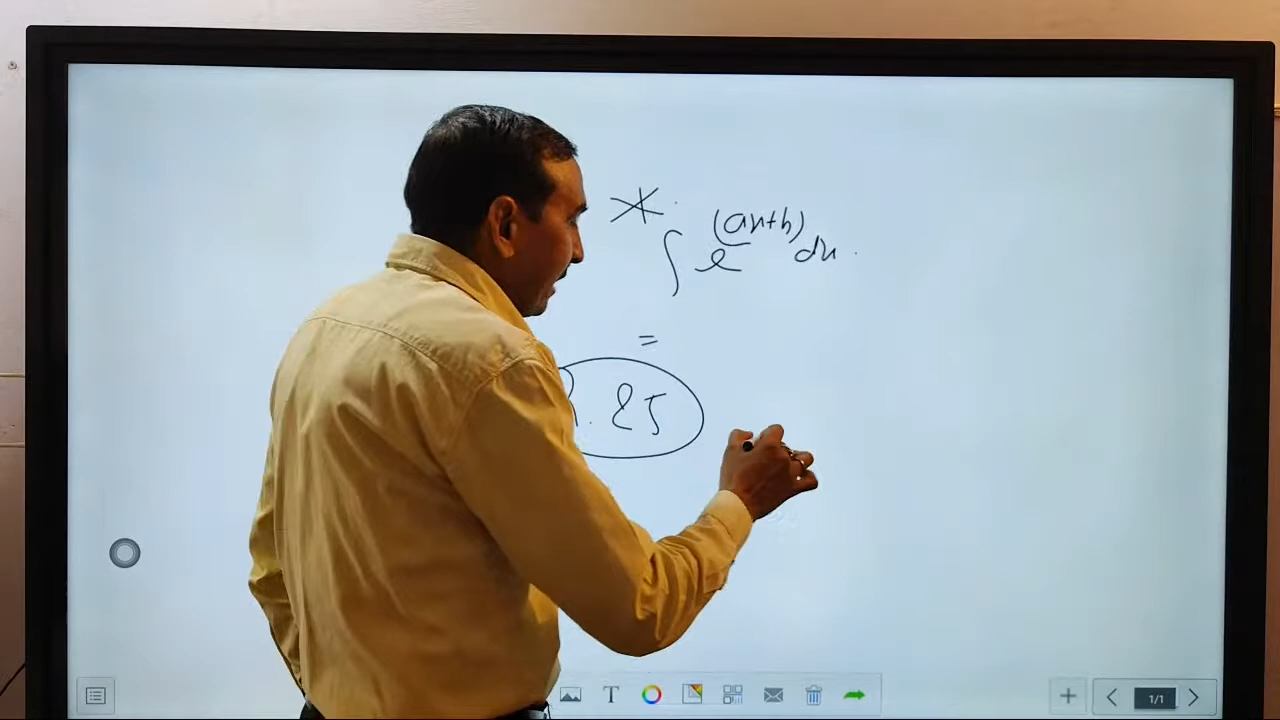 ∫ e^(ax+b) dx.
=
. 25
T
1/1